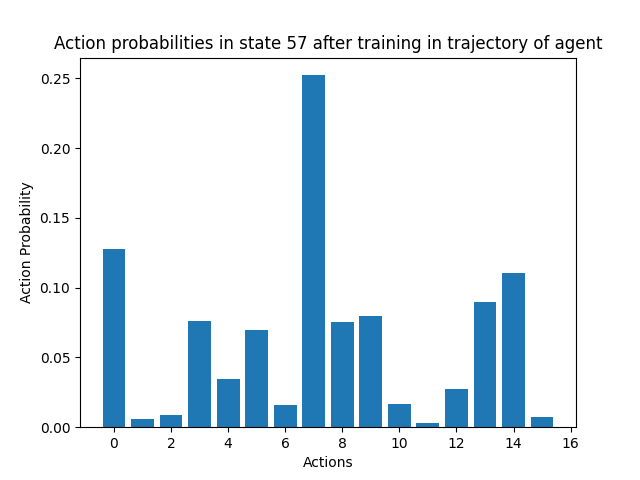 Action probabilities in state 57 after training in trajectory of agent
0.25
0.20
0.15
0.10
0.05
0.00
Action Probability
0 2 4 6 8 10 12 14 16
Actions